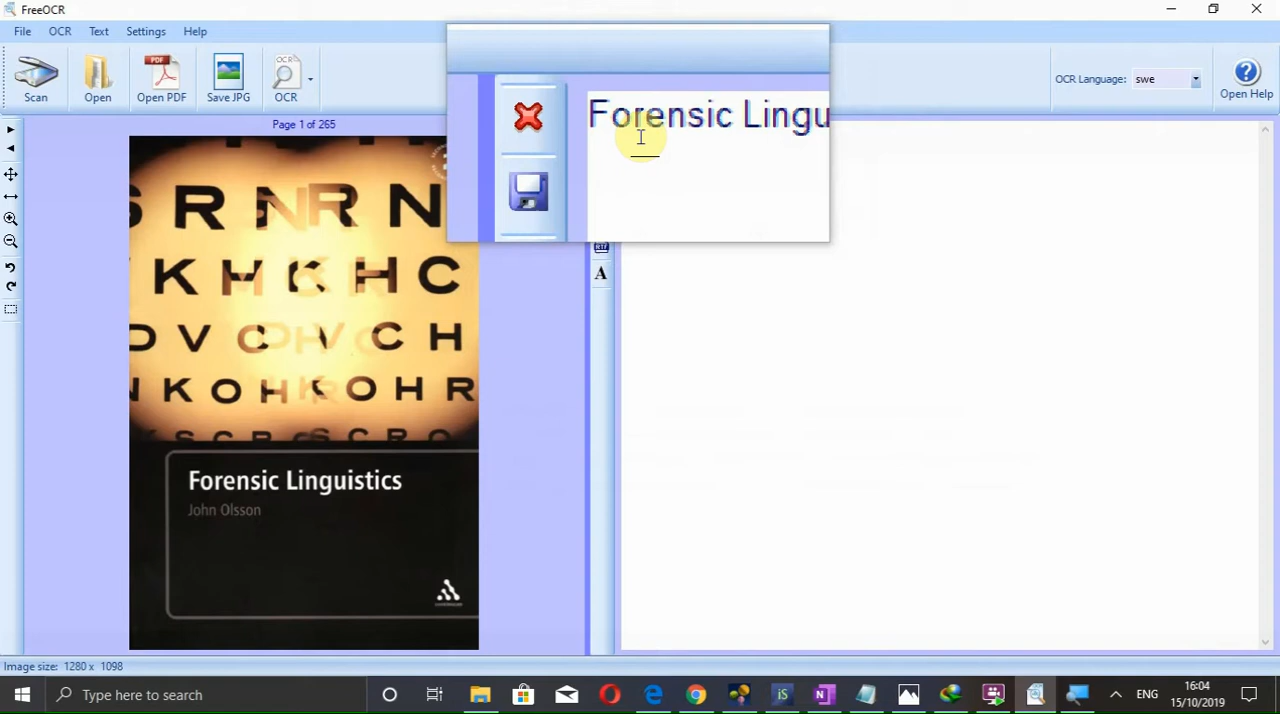 FreeOCR
File OCR Text Settings Help
Scan Open Open PDF Save JPG OCR Open Help
OCR Language: swe
Page 1 of 265
Forensic Lingu
S R N R N
K H K H C
D V C V C H
N K O H K O H R
K S C R O S C R O
Forensic Linguistics
John Olsson
A
Image size: 1280 x 1098
Type here to search
ENG
16:04
15/10/2019